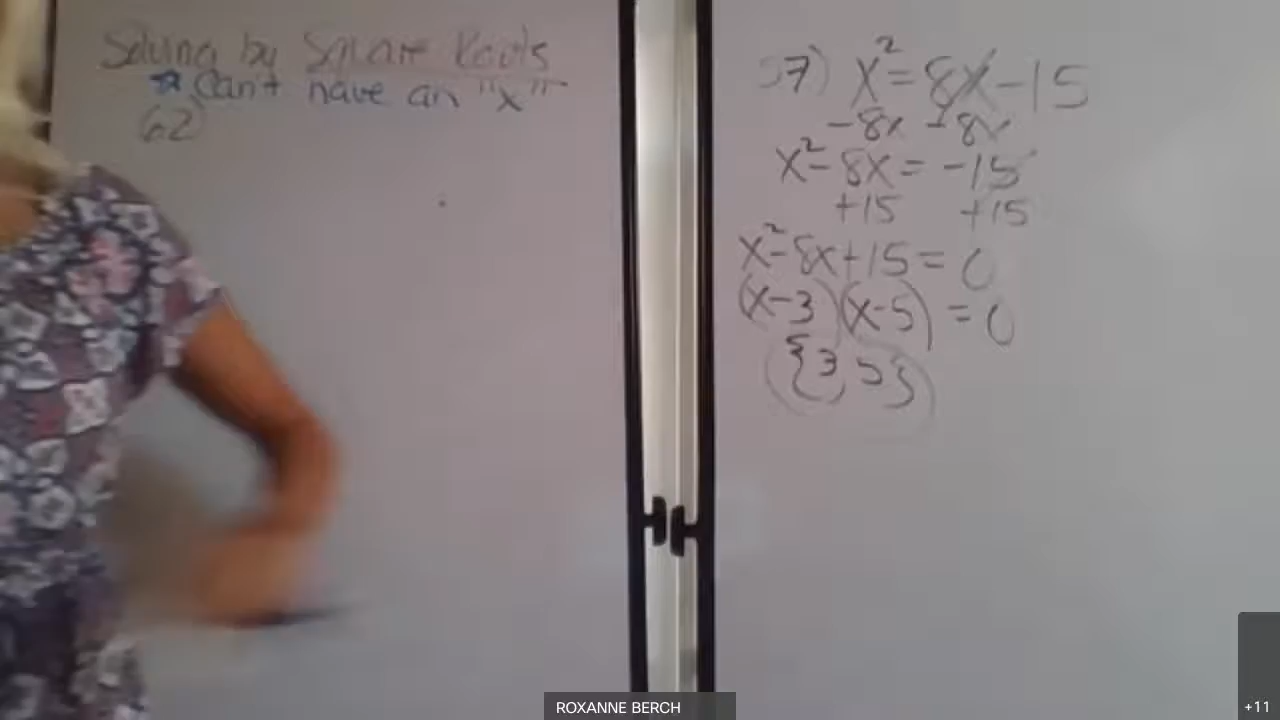 Solving by Square Roots
* Can't have an "x"
62)
57) x² = 8x - 15
-8x -8x
x² - 8x = -15
+15 +15
x² - 8x + 15 = 0
(x-3)(x-5) = 0
{3, 5}
ROXANNE BERCH
+11